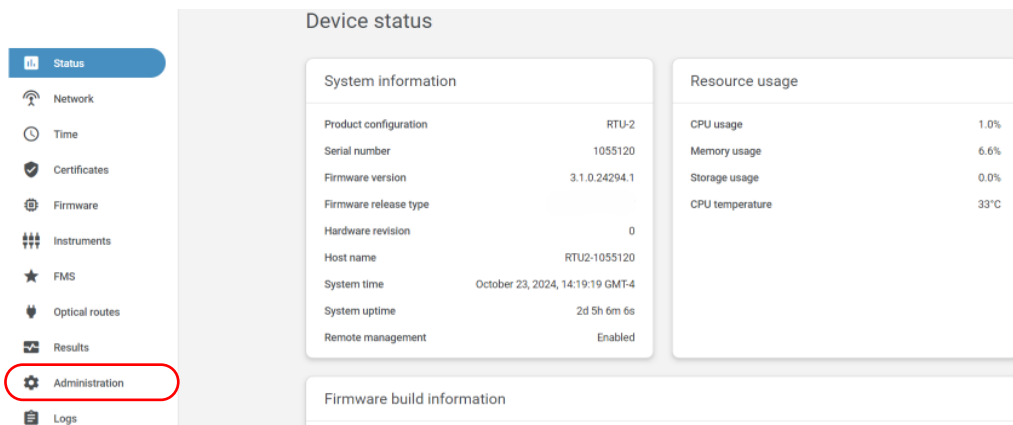 Device status
Status
Network
Time
Certificates
Firmware
Instruments
FMS
Optical routes
Results
Administration
Logs
System information
Product configuration RTU-2
Serial number 1055120
Firmware version 3.1.0.24294.1
Firmware release type
Hardware revision 0
Host name RTU2-1055120
System time October 23, 2024, 14:19:19 GMT-4
System uptime 2d 5h 6m 6s
Remote management Enabled
Resource usage
CPU usage 1.0%
Memory usage 6.6%
Storage usage 0.0%
CPU temperature 33°C
Firmware build information